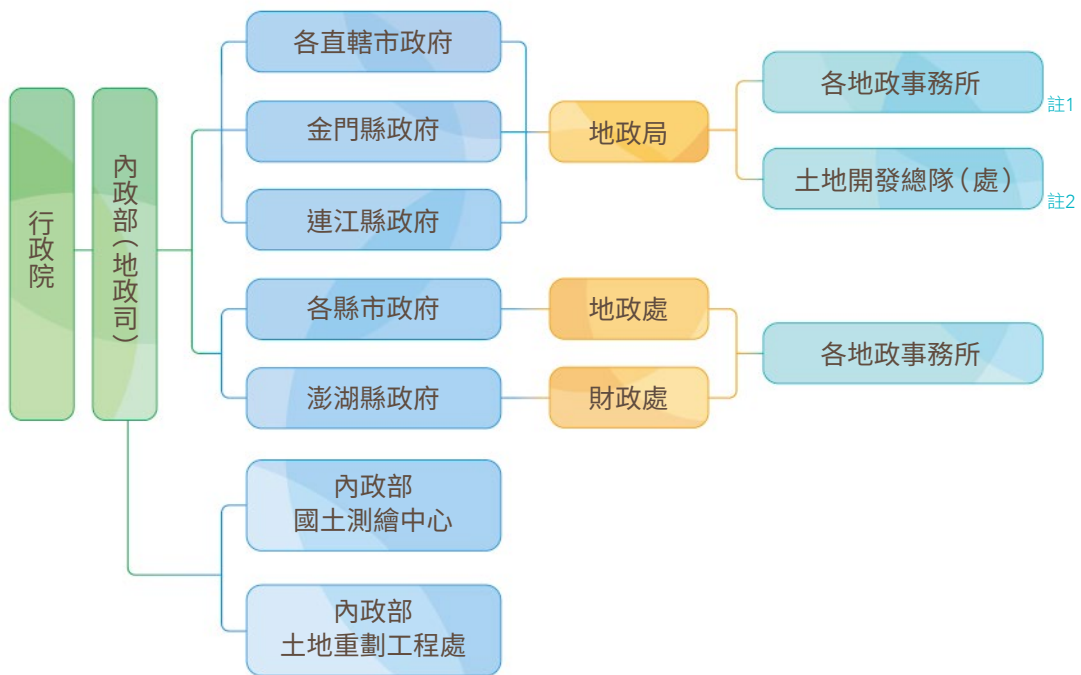 行政院
內政部（地政司）
各直轄市政府
金門縣政府
連江縣政府
地政局
各地政事務所
註1
土地開發總隊（處）
註2
各縣市政府
地政處
澎湖縣政府
財政處
各地政事務所
內政部
國土測繪中心
內政部
土地重劃工程處